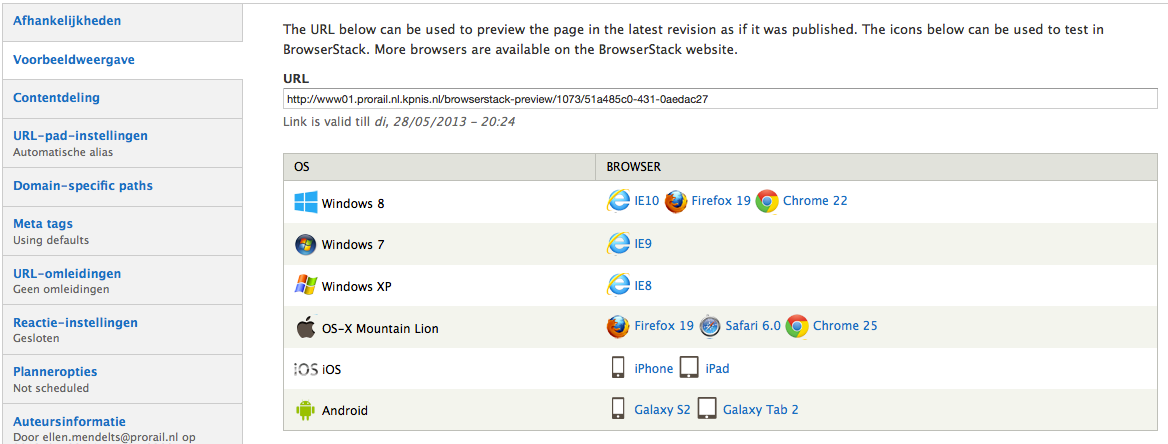 Afhankelijkheden
Voorbeeldweergave
Contentdeling
URL-pad-instellingen
Automatische alias
Domain-specific paths
Meta tags
Using defaults
URL-omleidingen
Geen omleidingen
Reactie-instellingen
Gesloten
Planneropties
Not scheduled
Auteursinformatie
Door ellen.mendelts@prorail.nl op
The URL below can be used to preview the page in the latest revision as if it was published. The icons below can be used to test in
BrowserStack. More browsers are available on the BrowserStack website.
URL
http://www01.prorail.nl.kpnis.nl/browserstack-preview/1073/51a485c0-431-0aedac27
Link is valid till di, 28/05/2013 - 20:24
OS BROWSER
Windows 8 IE10 Firefox 19 Chrome 22
Windows 7 IE9
Windows XP IE8
OS-X Mountain Lion Firefox 19 Safari 6.0 Chrome 25
iOS iOS iPhone iPad
Android Galaxy S2 Galaxy Tab 2